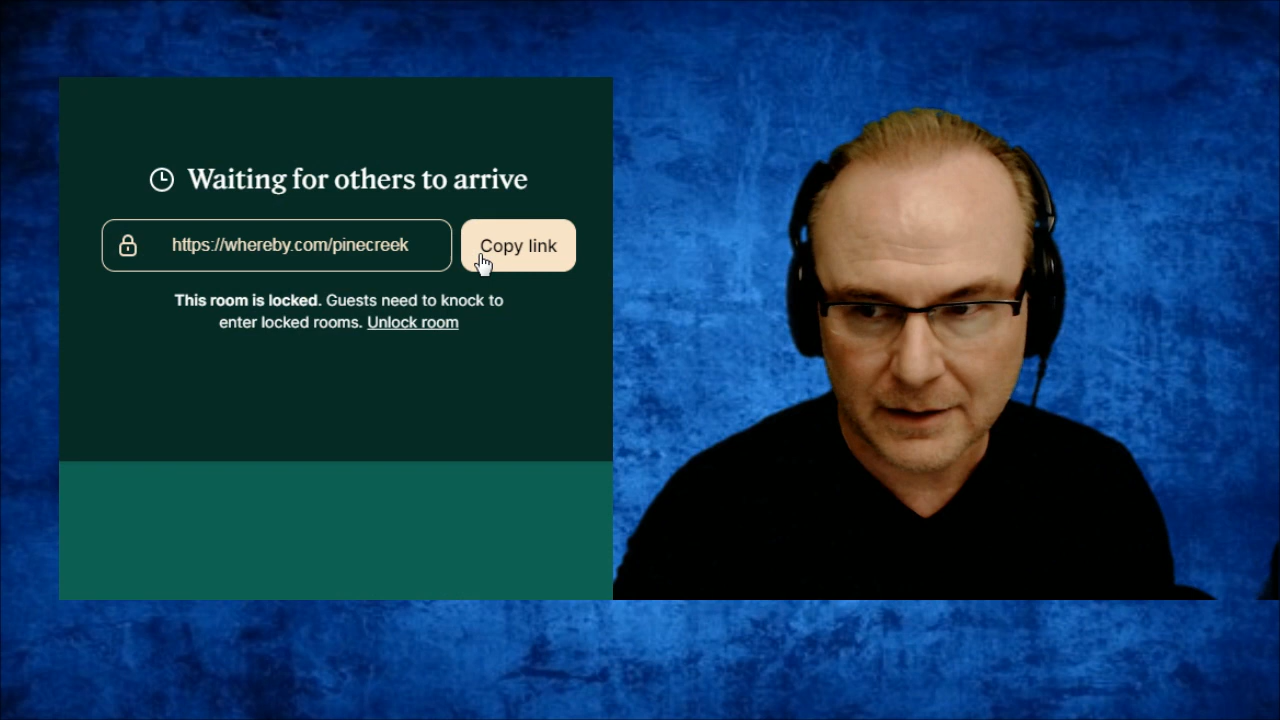 Waiting for others to arrive
https://whereby.com/pinecreek
Copy link
This room is locked. Guests need to knock to
enter locked rooms. Unlock room